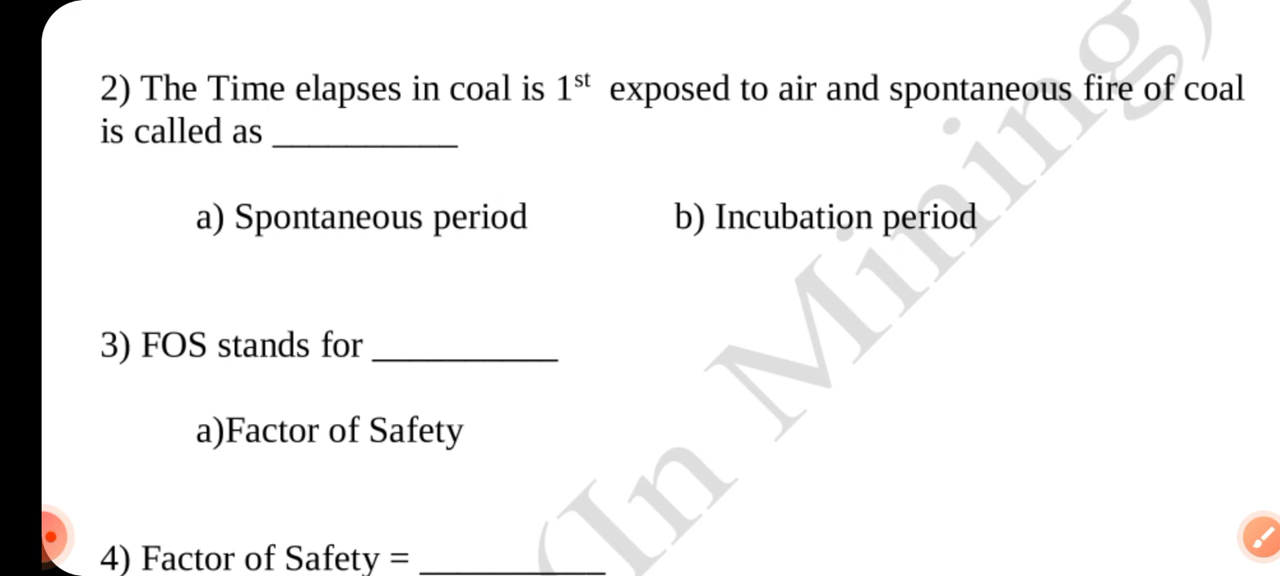 2) The Time elapses in coal is 1st exposed to air and spontaneous fire of coal
is called as __________
a) Spontaneous period b) Incubation period
3) FOS stands for __________
a)Factor of Safety
4) Factor of Safety = __________
(In Mining)